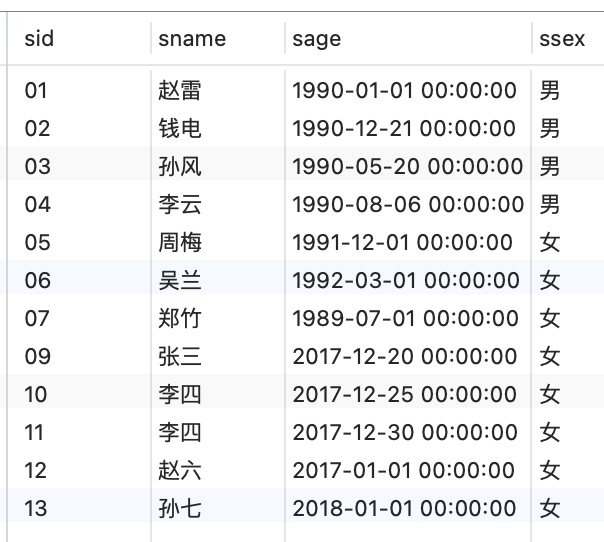 sid sname sage ssex
01 赵雷 1990-01-01 00:00:00 男
02 钱电 1990-12-21 00:00:00 男
03 孙风 1990-05-20 00:00:00 男
04 李云 1990-08-06 00:00:00 男
05 周梅 1991-12-01 00:00:00 女
06 吴兰 1992-03-01 00:00:00 女
07 郑竹 1989-07-01 00:00:00 女
09 张三 2017-12-20 00:00:00 女
10 李四 2017-12-25 00:00:00 女
11 李四 2017-12-30 00:00:00 女
12 赵六 2017-01-01 00:00:00 女
13 孙七 2018-01-01 00:00:00 女